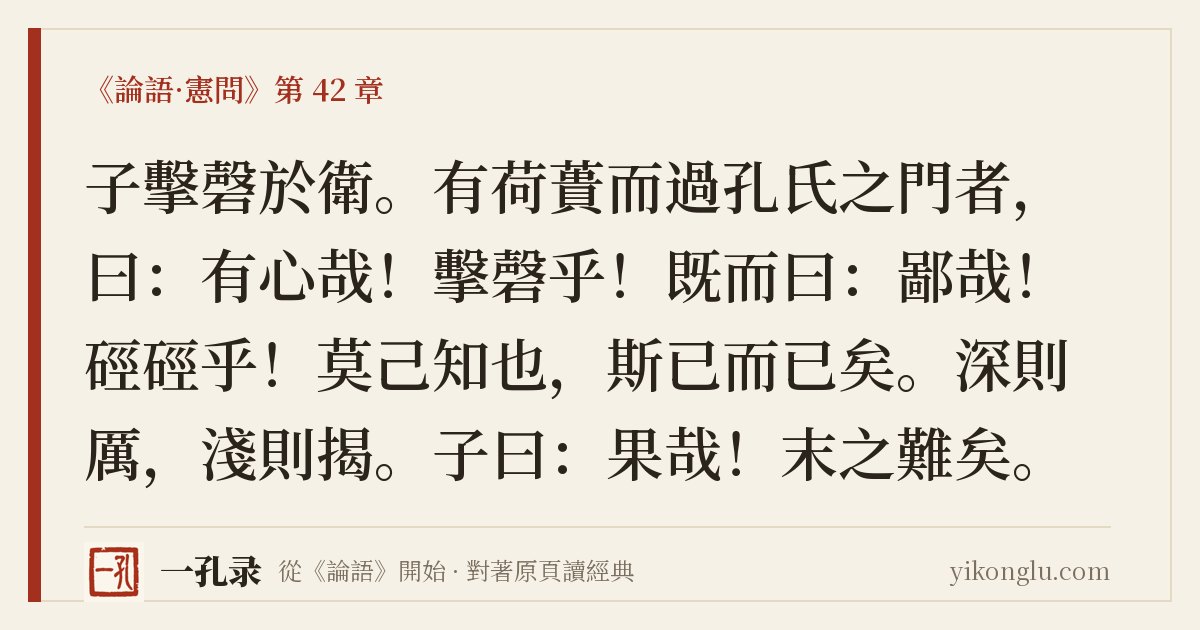 《論語·憲問》第 42 章
子擊磬於衛。有荷蕢而過孔氏之門者，
曰：有心哉！擊磬乎！既而曰：鄙哉！
硜硜乎！莫己知也，斯已而已矣。深則
厲，淺則揭。子曰：果哉！末之難矣。
一孔
一孔录 從《論語》開始 · 對著原頁讀經典 yikonglu.com